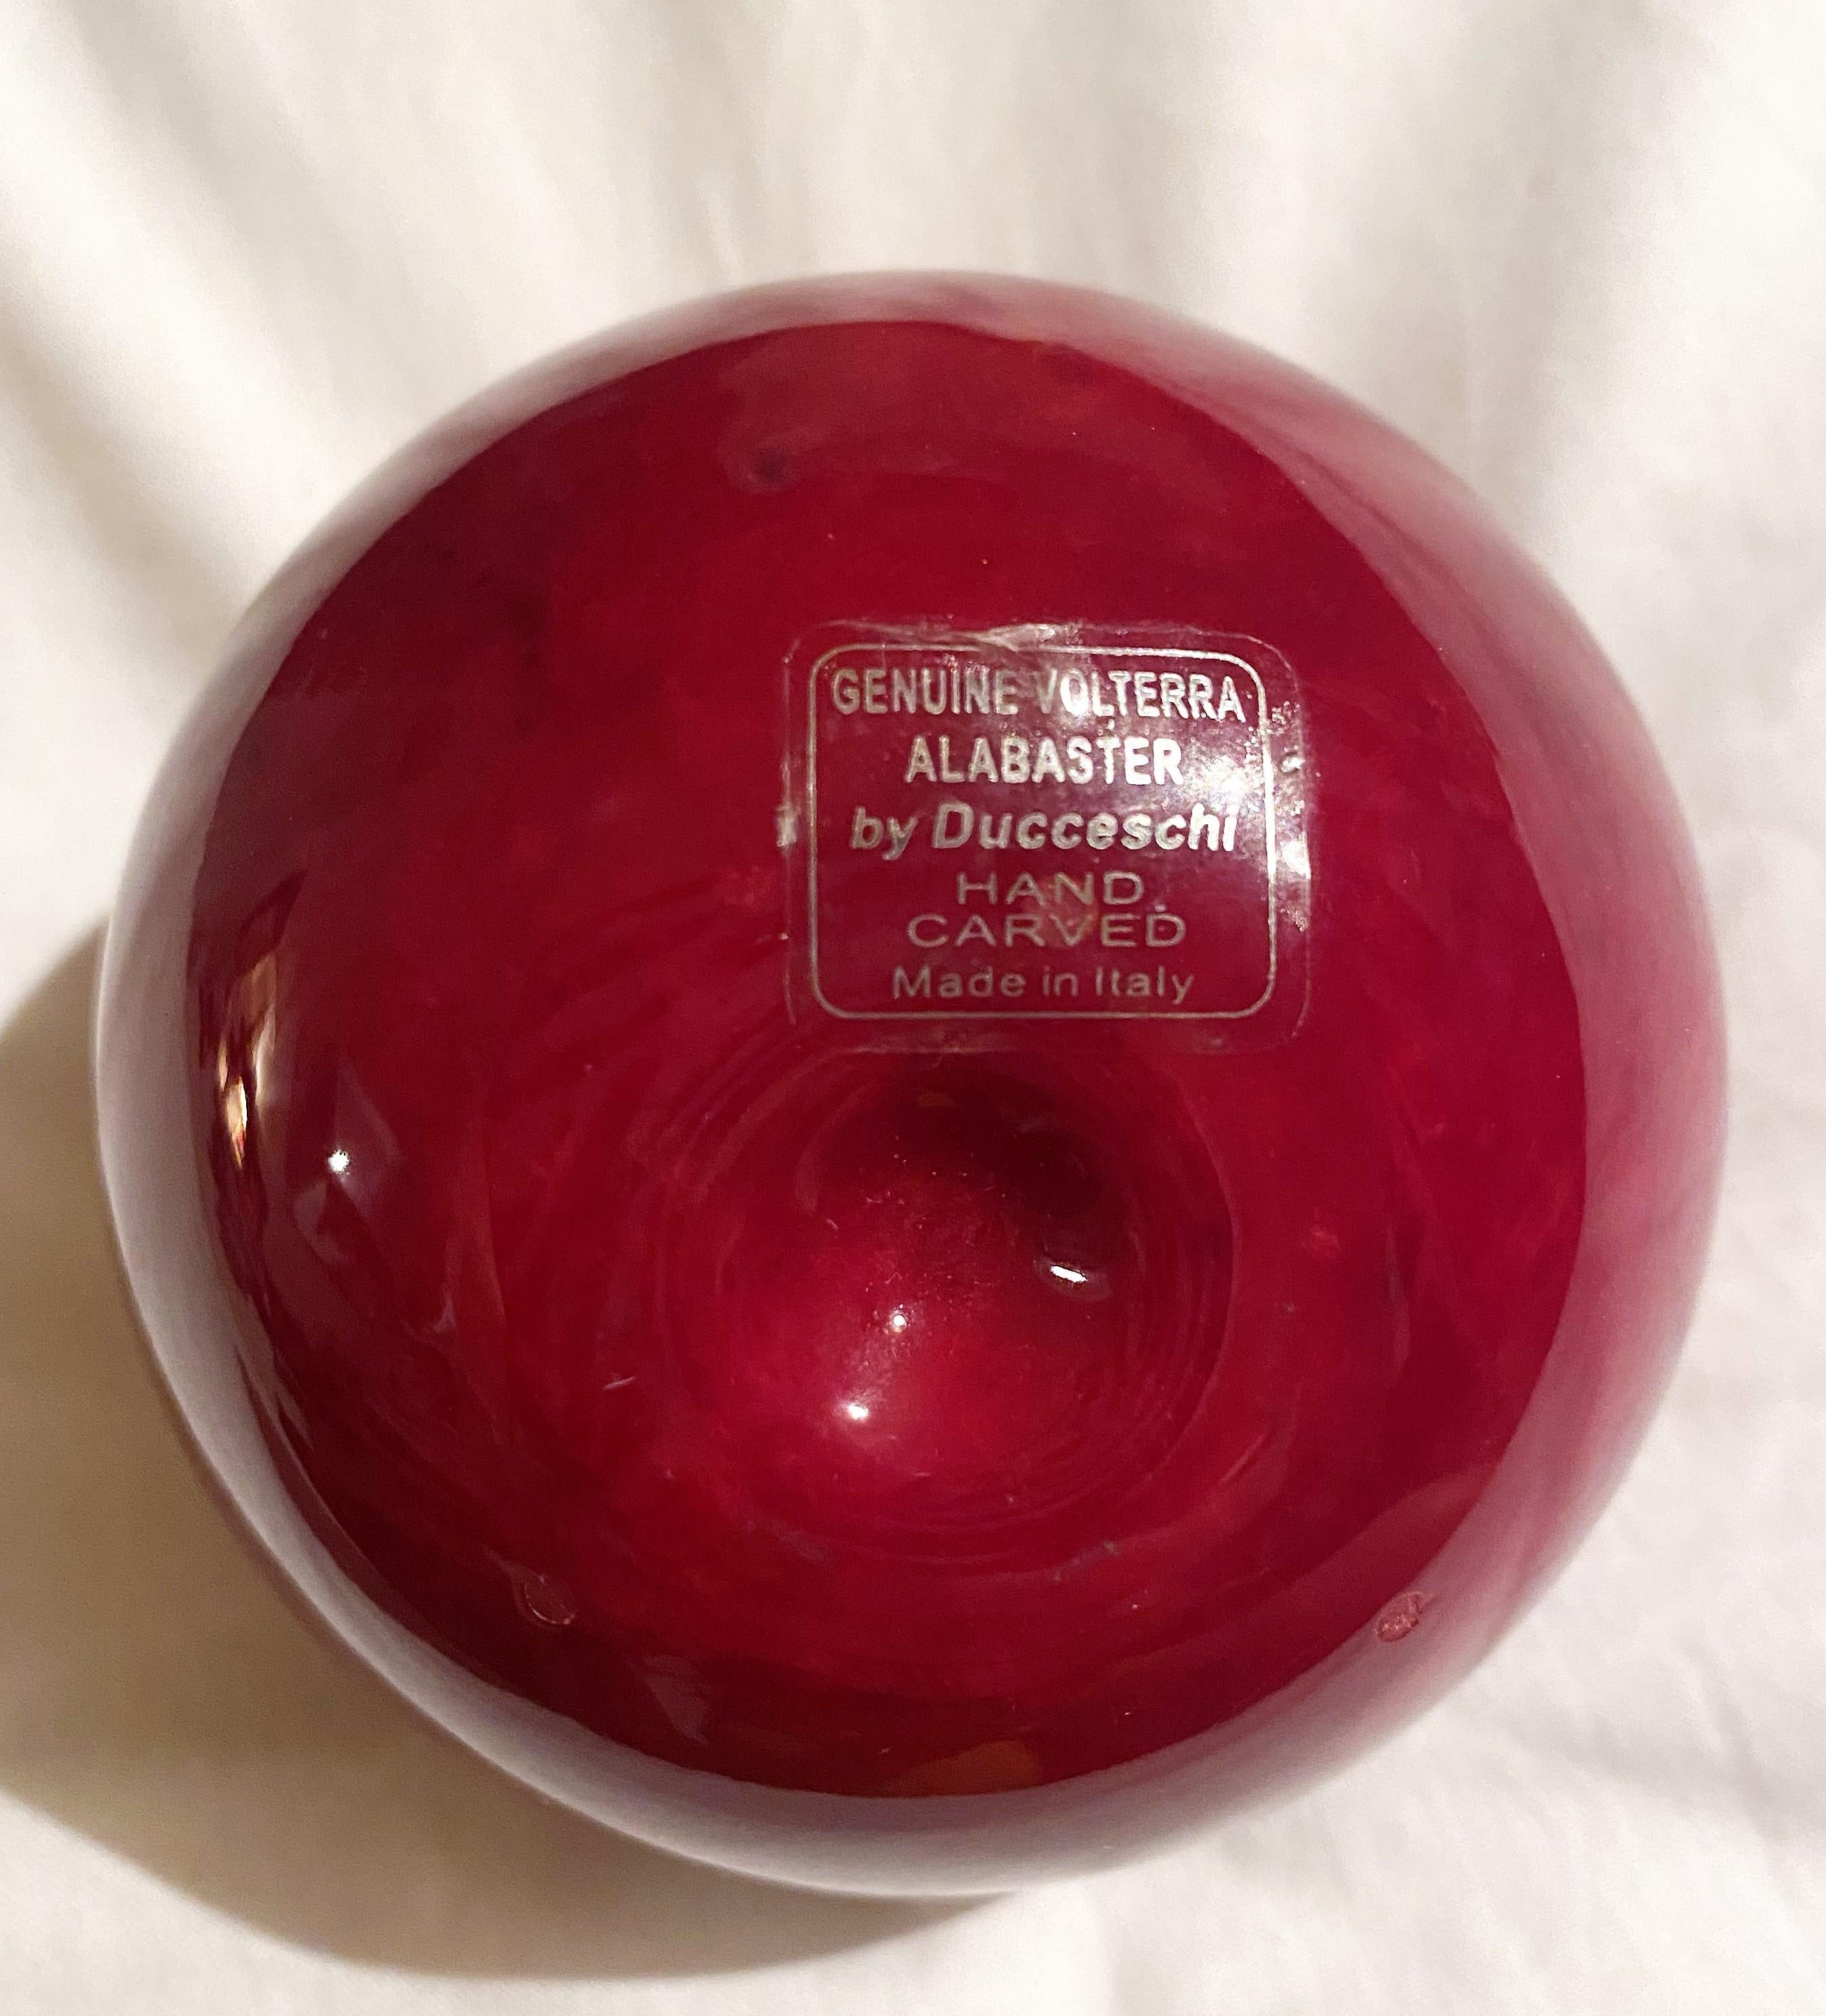 GENUINE VOLTERRA
ALABASTER
by Ducceschi
HAND
CARVED
Made in Italy